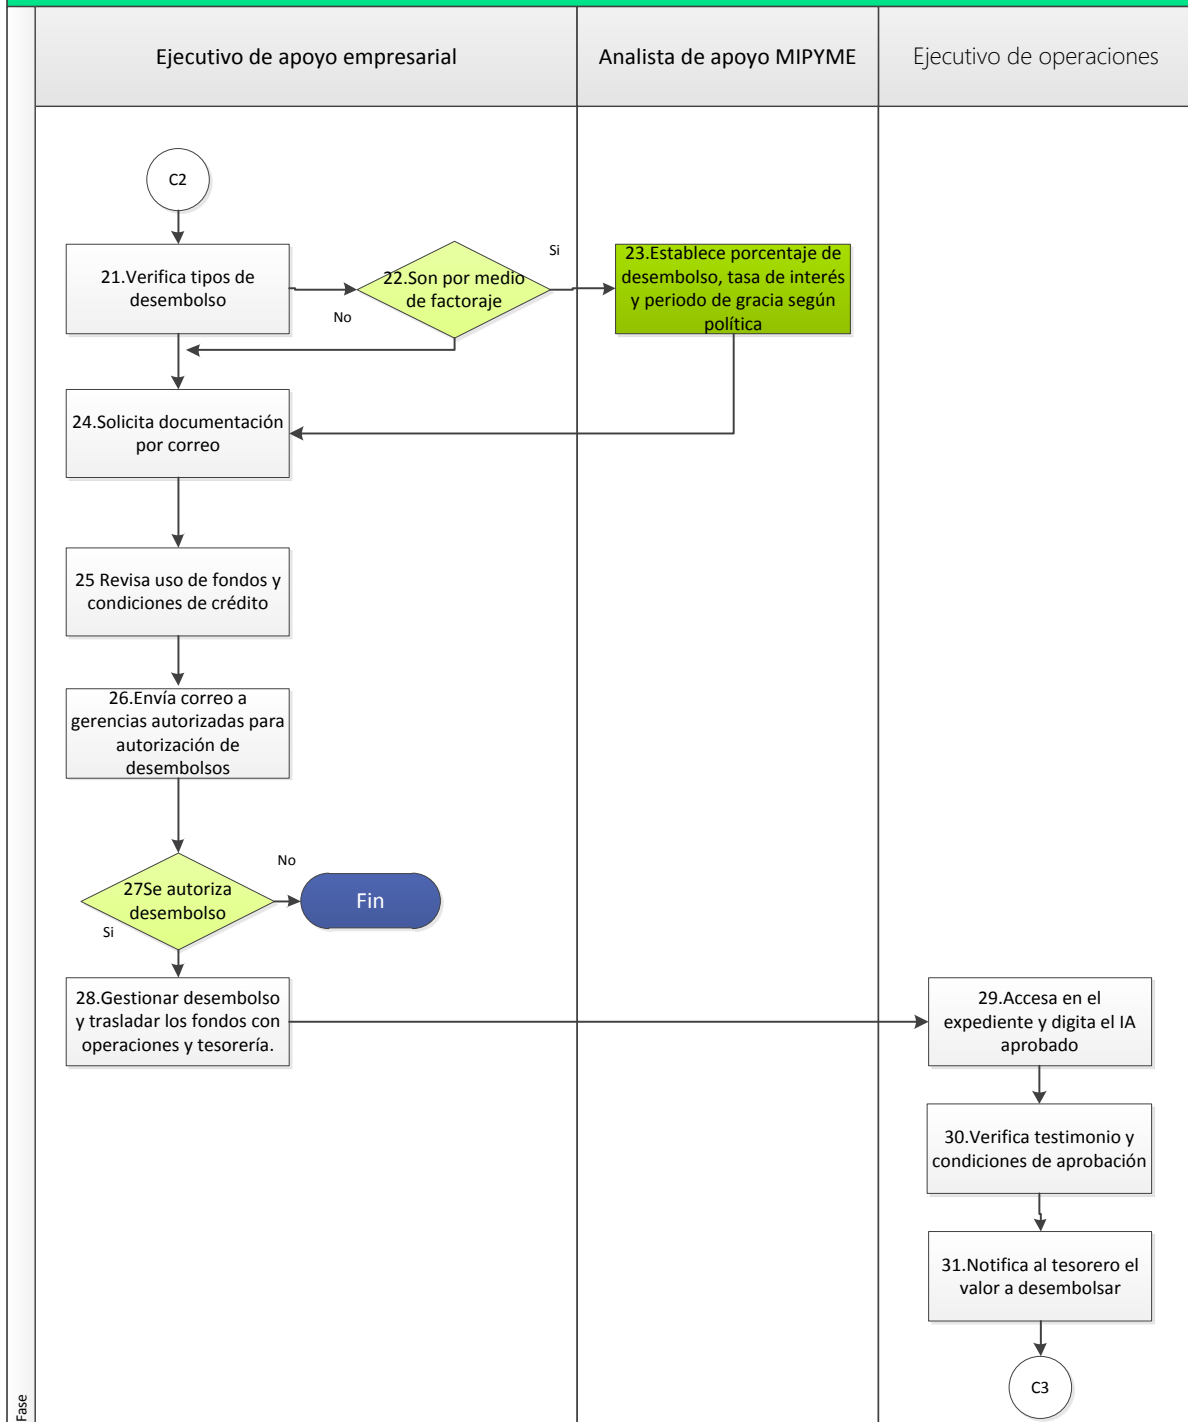 Ejecutivo de apoyo empresarial
Analista de apoyo MIPYME
Ejecutivo de operaciones
C2
21.Verifica tipos de
desembolso
No
22.Son por medio
de factoraje
Si
23.Establece porcentaje de
desembolso, tasa de interés
y periodo de gracia según
política
24.Solicita documentación
por correo
25 Revisa uso de fondos y
condiciones de crédito
26.Envía correo a
gerencias autorizadas para
autorización de
desembolsos
27Se autoriza
desembolso
No
Fin
Si
28.Gestionar desembolso
y trasladar los fondos con
operaciones y tesorería.
29.Accesa en el
expediente y digita el IA
aprobado
30.Verifica testimonio y
condiciones de aprobación
31.Notifica al tesorero el
valor a desembolsar
C3
Fase